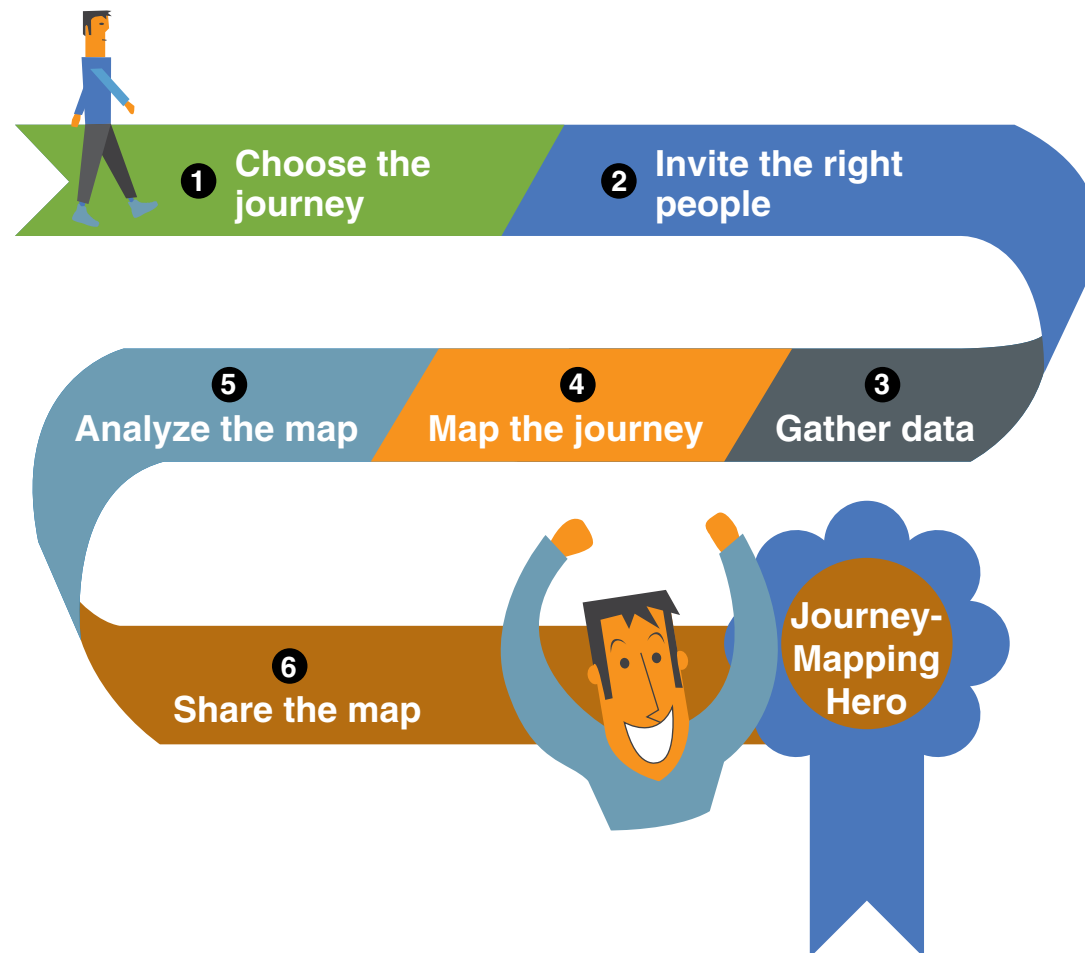 1 Choose the
journey
2 Invite the right
people
3
Gather data
4
Map the journey
5
Analyze the map
6
Share the map
Journey-
Mapping
Hero